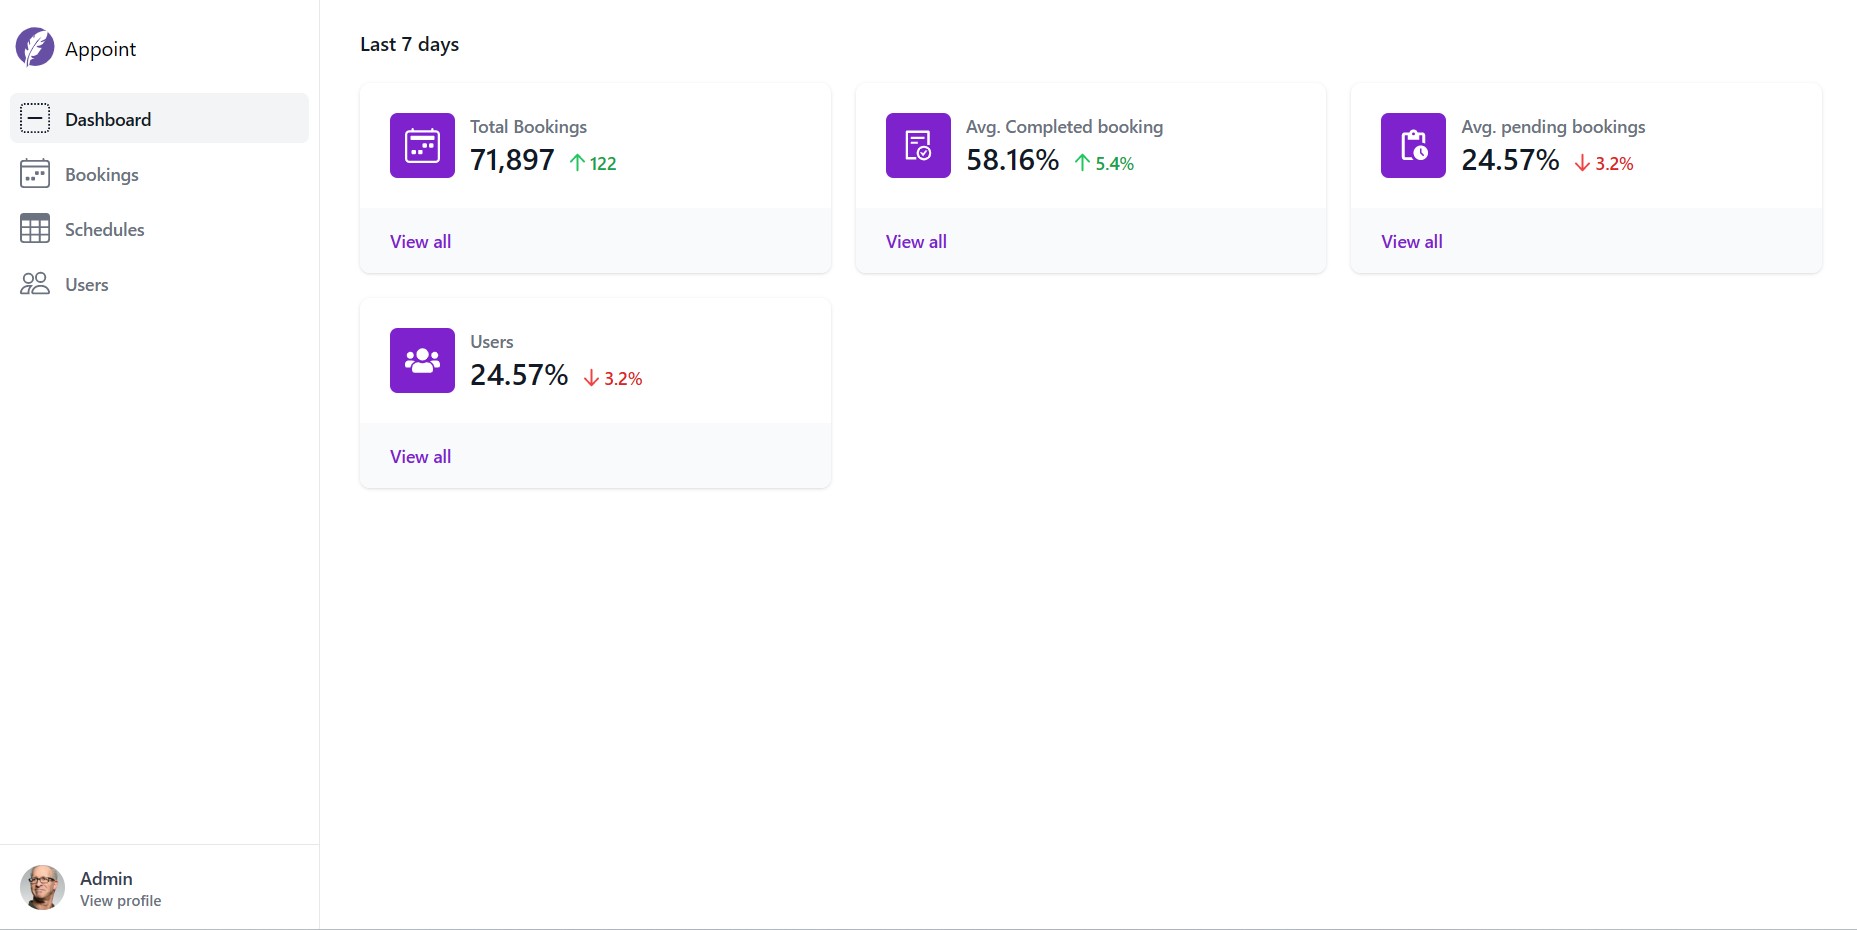 Appoint
Dashboard
Bookings
Schedules
Users
Admin
View profile
Last 7 days
Total Bookings
71,897 122
View all
Avg. Completed booking
58.16% 5.4%
View all
Avg. pending bookings
24.57% 3.2%
View all
Users
24.57% 3.2%
View all